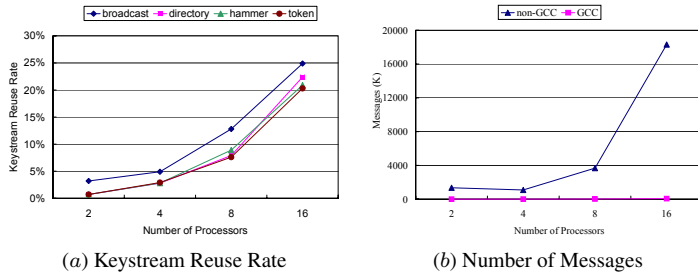 broadcast directory hammer token
30%
25%
20%
15%
10%
5%
0%
Keystream Reuse Rate
2 4 8 16
Number of Processors
(a) Keystream Reuse Rate
non-GCC GCC
20000
16000
12000
8000
4000
0
Messages (K)
2 4 8 16
Number of Processors
(b) Number of Messages